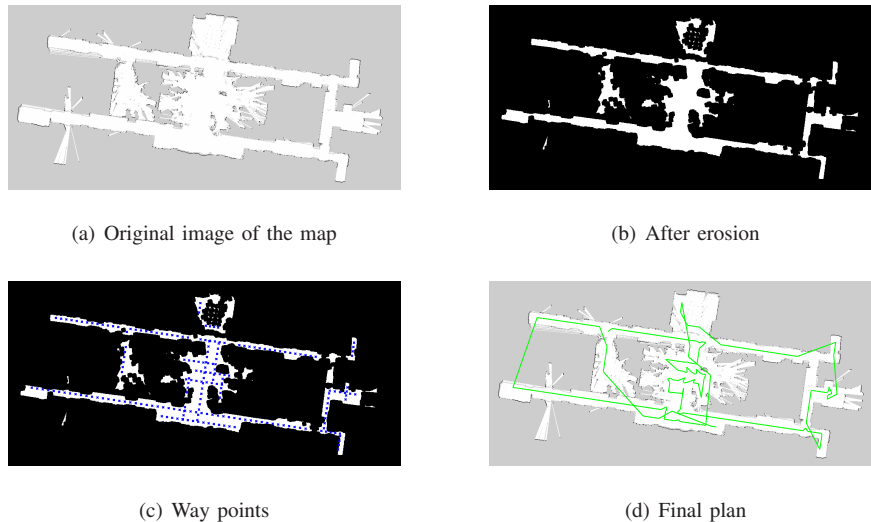 (a) Original image of the map
(b) After erosion
(c) Way points
(d) Final plan